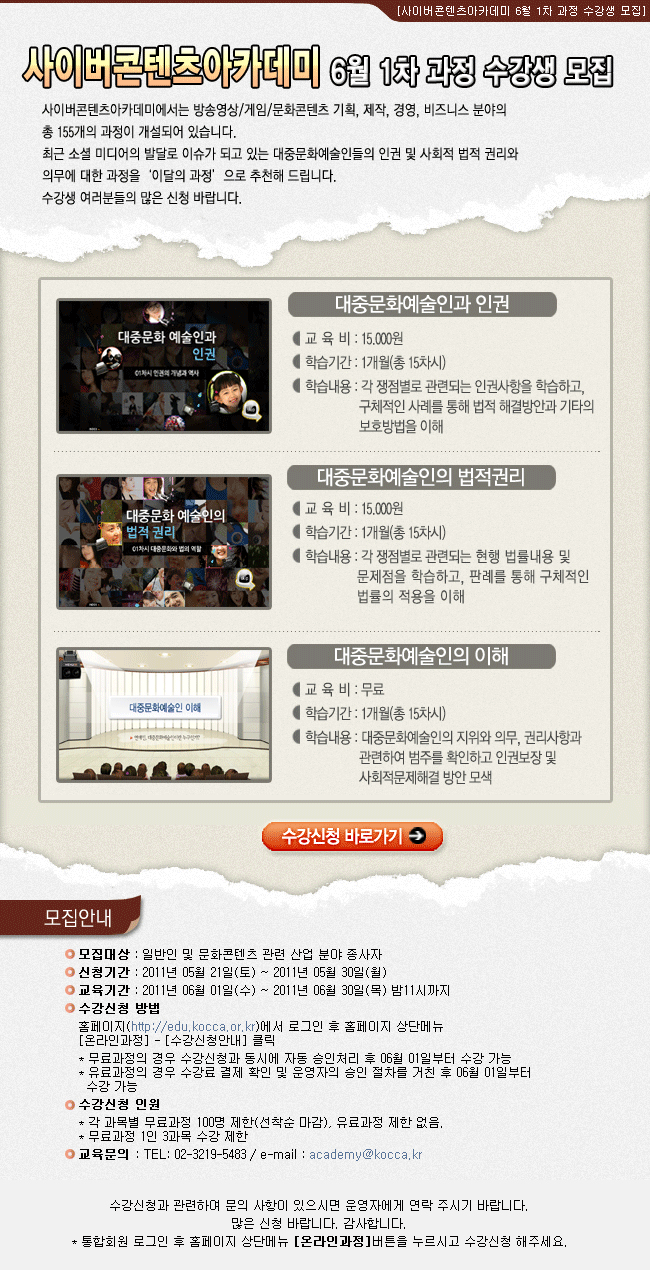 [사이버콘텐츠아카데미 6월 1차 과정 수강생 모집]
사이버콘텐츠아카데미 6월 1차 과정 수강생 모집
사이버콘텐츠아카데미에서는 방송영상/게임/문화콘텐츠 기획, 제작, 경영, 비즈니스 분야의
총 155개의 과정이 개설되어 있습니다.
최근 소셜 미디어의 발달로 이슈가 되고 있는 대중문화예술인들의 인권 및 사회적 법적 권리와
의무에 대한 과정을 ‘이달의 과정’으로 추천해 드립니다.
수강생 여러분들의 많은 신청 바랍니다.
대중문화 예술인과
인권
01차시 인권의 개념과 역사
대중문화예술인과 인권
교 육 비 : 15,000원
학습기간 : 1개월(총 15차시)
학습내용 : 각 쟁점별로 관련되는 인권사항을 학습하고,
구체적인 사례를 통해 법적 해결방안과 기타의
보호방법을 이해
대중문화 예술인의
법적 권리
01차시 대중문화와 법의 역할
대중문화예술인의 법적권리
교 육 비 : 15,000원
학습기간 : 1개월(총 15차시)
학습내용 : 각 쟁점별로 관련되는 현행 법률내용 및
문제점을 학습하고, 판례를 통해 구체적인
법률의 적용을 이해
대중문화예술인 이해
연예인, 대중문화예술인이란 누구인가?
대중문화예술인의 이해
교 육 비 : 무료
학습기간 : 1개월(총 15차시)
학습내용 : 대중문화예술인의 지위와 의무, 권리사항과
관련하여 범주를 확인하고 인권보장 및
사회적문제해결 방안 모색
수강신청 바로가기
모집안내
모집대상 : 일반인 및 문화콘텐츠 관련 산업 분야 종사자
신청기간 : 2011년 05월 21일(토) ~ 2011년 05월 30일(월)
교육기간 : 2011년 06월 01일(수) ~ 2011년 06월 30일(목) 밤11시까지
수강신청 방법
홈페이지(http://edu.kocca.or.kr)에서 로그인 후 홈페이지 상단메뉴
[온라인과정] - [수강신청안내] 클릭
* 무료과정의 경우 수강신청과 동시에 자동 승인처리 후 06월 01일부터 수강 가능
* 유료과정의 경우 수강료 결제 확인 및 운영자의 승인 절차를 거친 후 06월 01일부터
수강 가능
수강신청 인원
* 각 과목별 무료과정 100명 제한(선착순 마감), 유료과정 제한 없음.
* 무료과정 1인 3과목 수강 제한
교육문의 : TEL: 02-3219-5483 / e-mail : academy@kocca.kr
수강신청과 관련하여 문의 사항이 있으시면 운영자에게 연락 주시기 바랍니다.
많은 신청 바랍니다. 감사합니다.
* 통합회원 로그인 후 홈페이지 상단메뉴 [온라인과정]버튼을 누르시고 수강신청 해주세요.